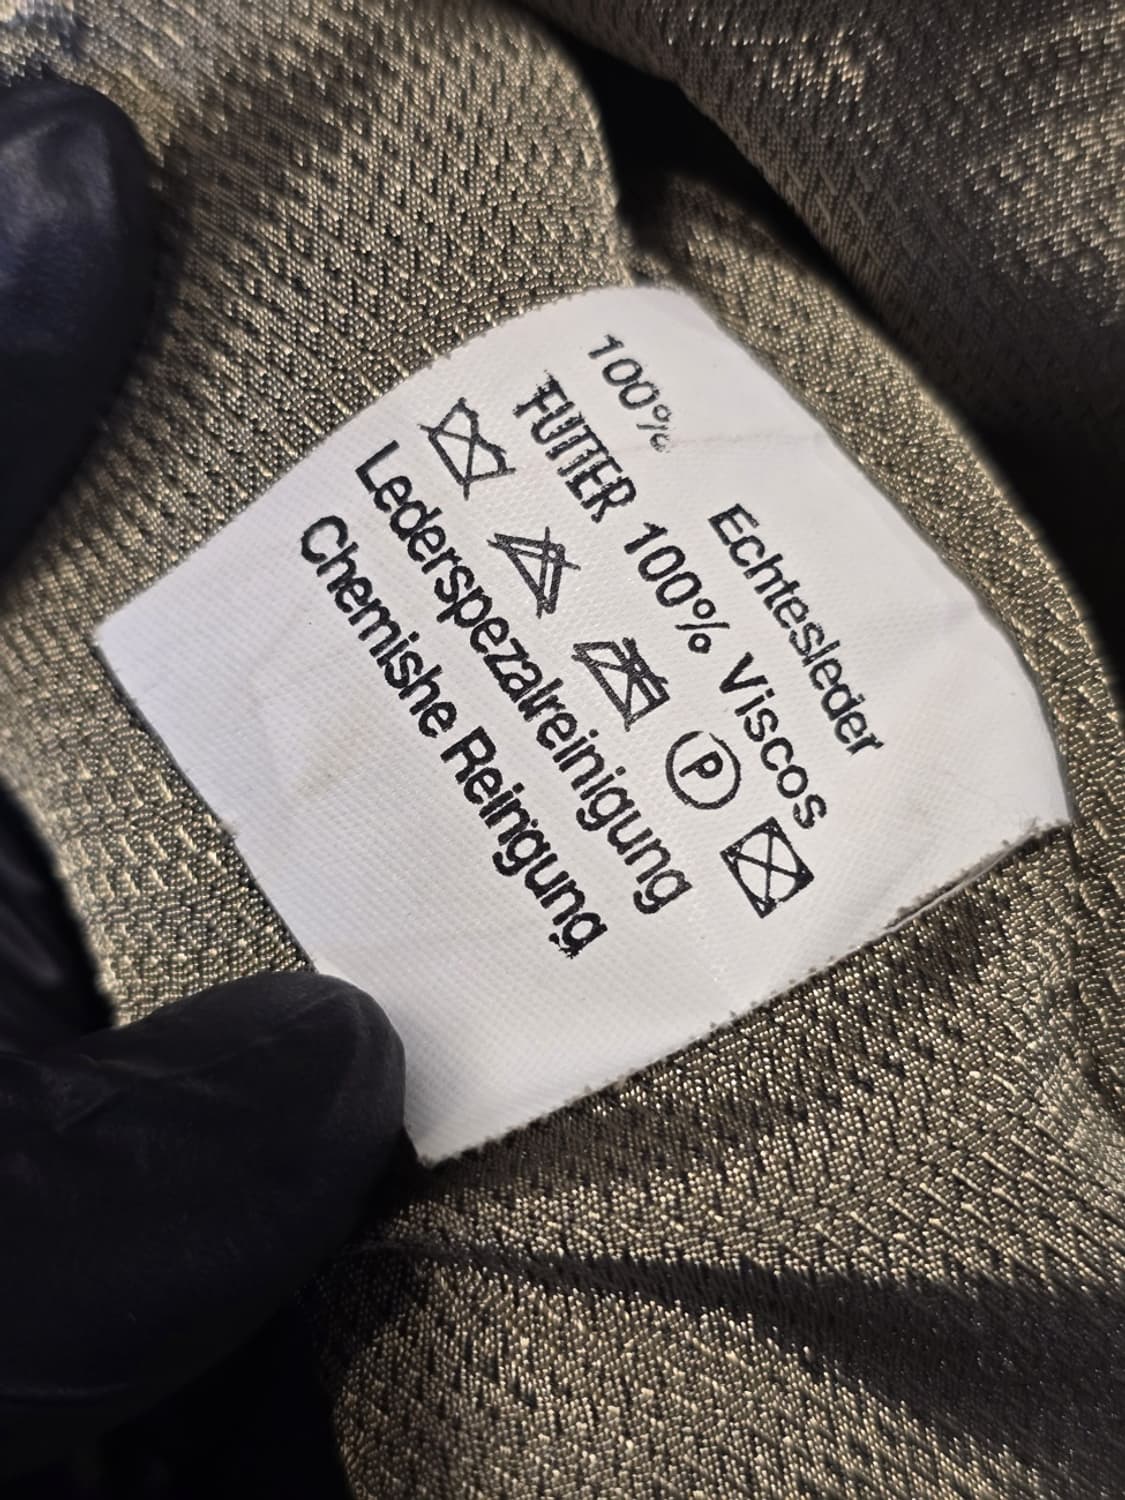 100% Echtesleder
FUTTER 100% Viscos
P
Lederspezalreinigung
Chemishe Reingung